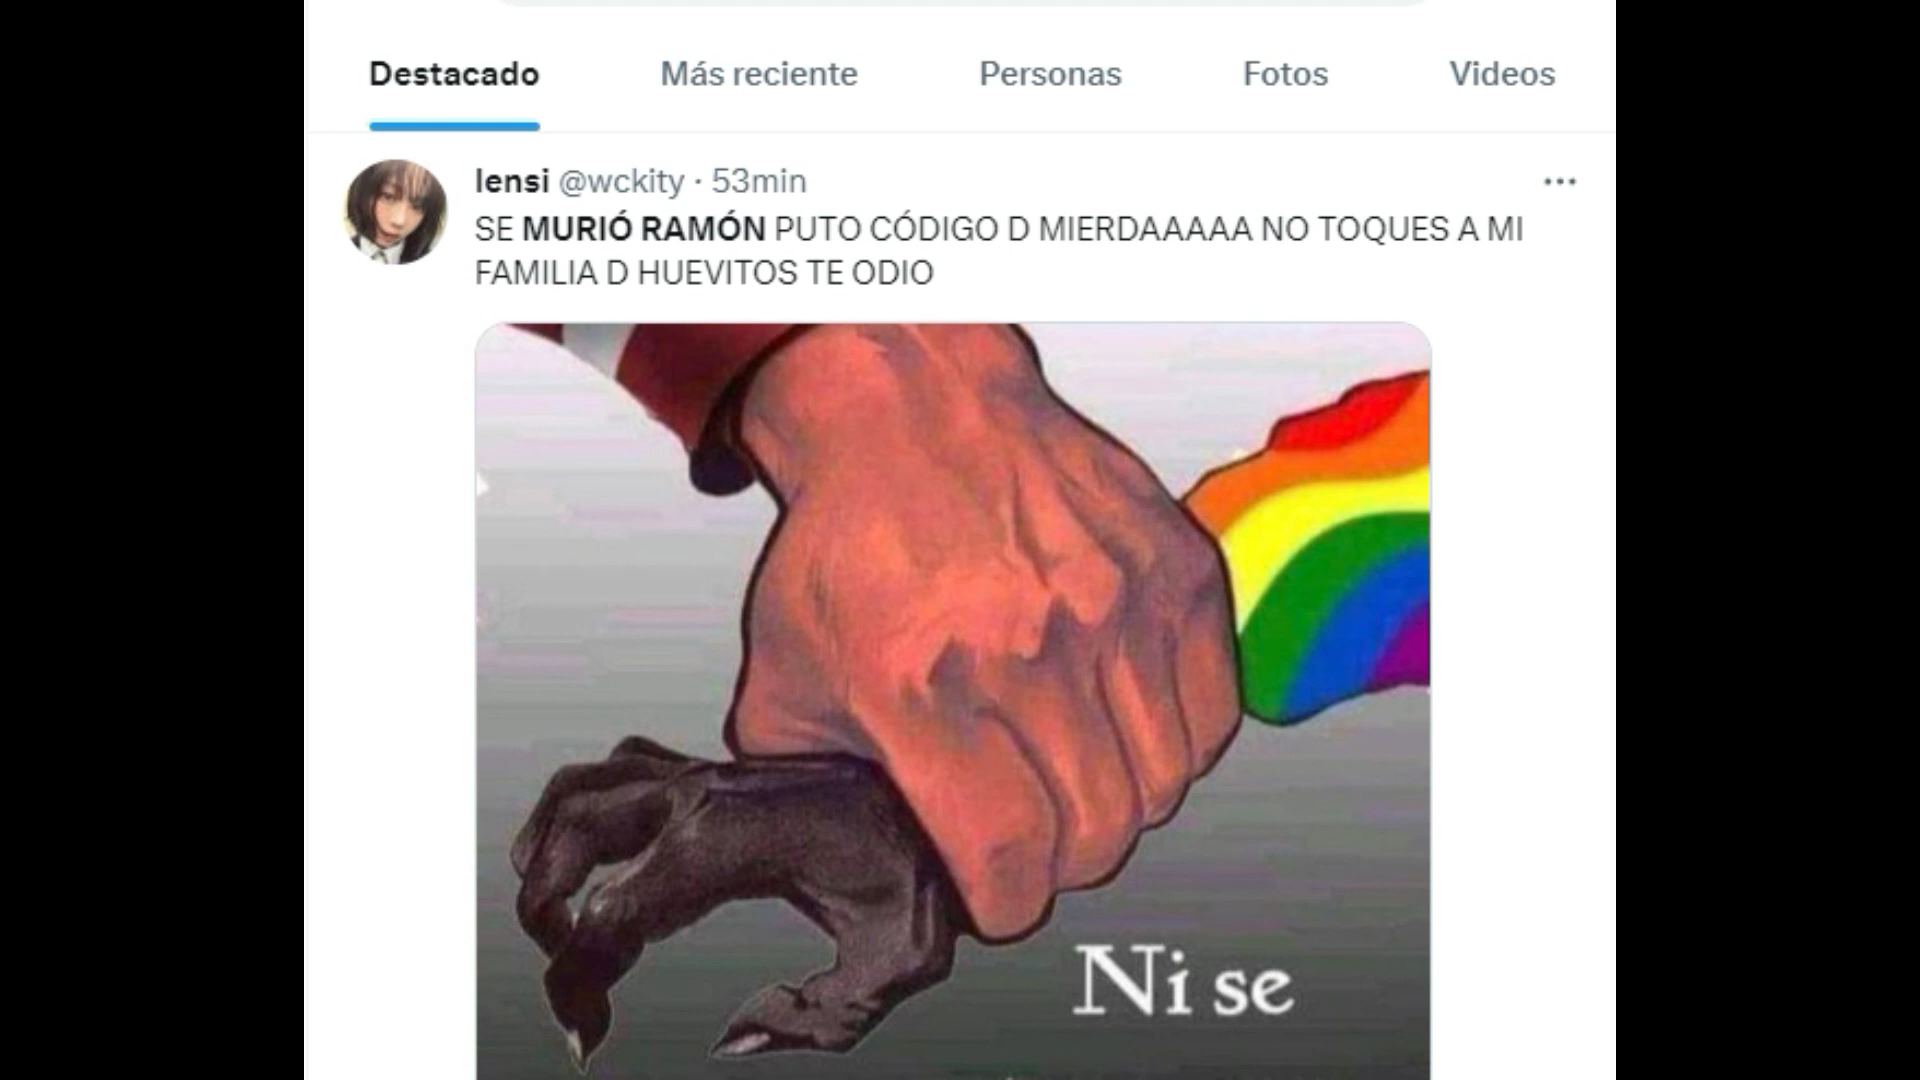 Destacado Más reciente Personas Fotos Videos
lensi @wckity · 53min
SE MURIÓ RAMÓN PUTO CÓDIGO D MIERDAAAAA NO TOQUES A MI
FAMILIA D HUEVITOS TE ODIO
Ni se